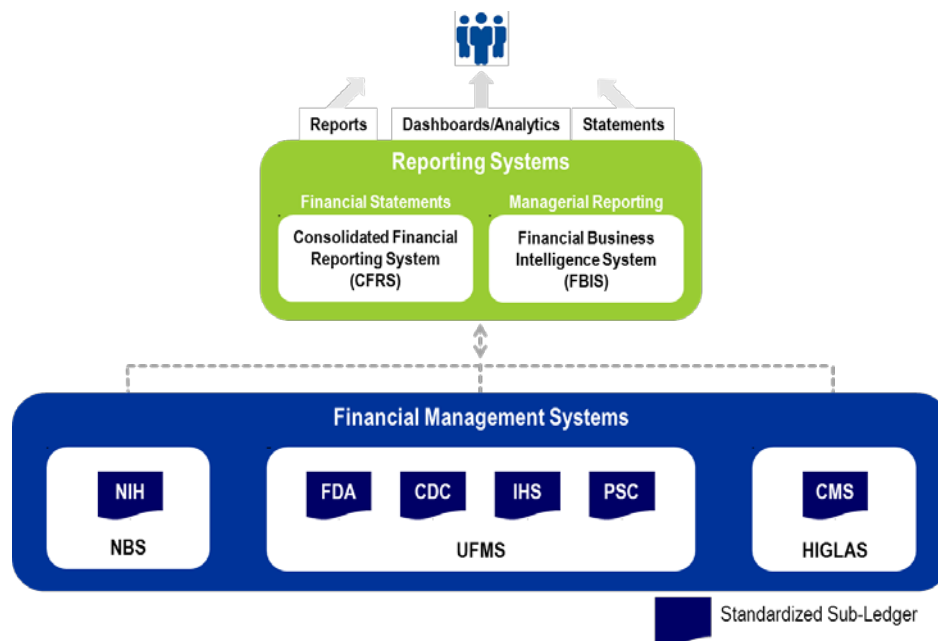 Reports
Dashboards/Analytics
Statements
Reporting Systems
Financial Statements
Consolidated Financial
Reporting System
(CFRS)
Managerial Reporting
Financial Business
Intelligence System
(FBIS)
Financial Management Systems
NIH
NBS
FDA
CDC
IHS
PSC
UFMS
CMS
HIGLAS
Standardized Sub-Ledger